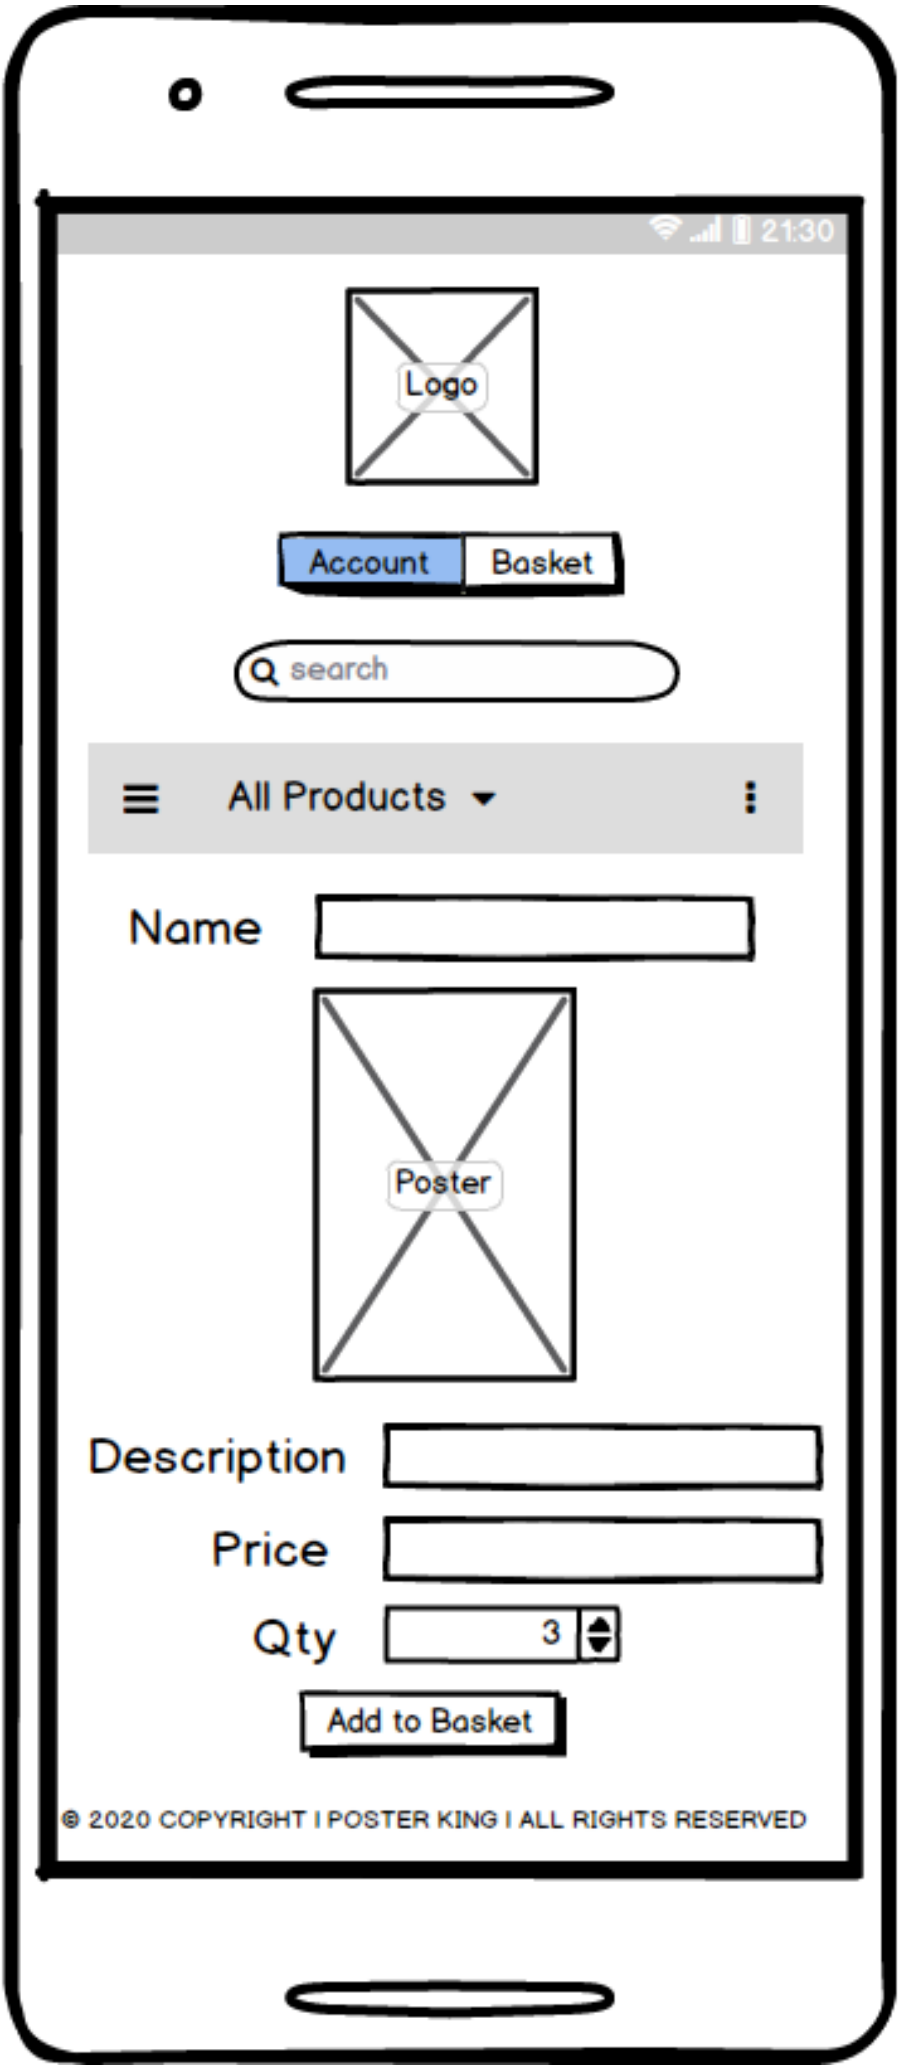 21:30
Logo
Account Basket
search
All Products
Name
Poster
Description
Price
Qty 3
Add to Basket
© 2020 COPYRIGHT | POSTER KING | ALL RIGHTS RESERVED